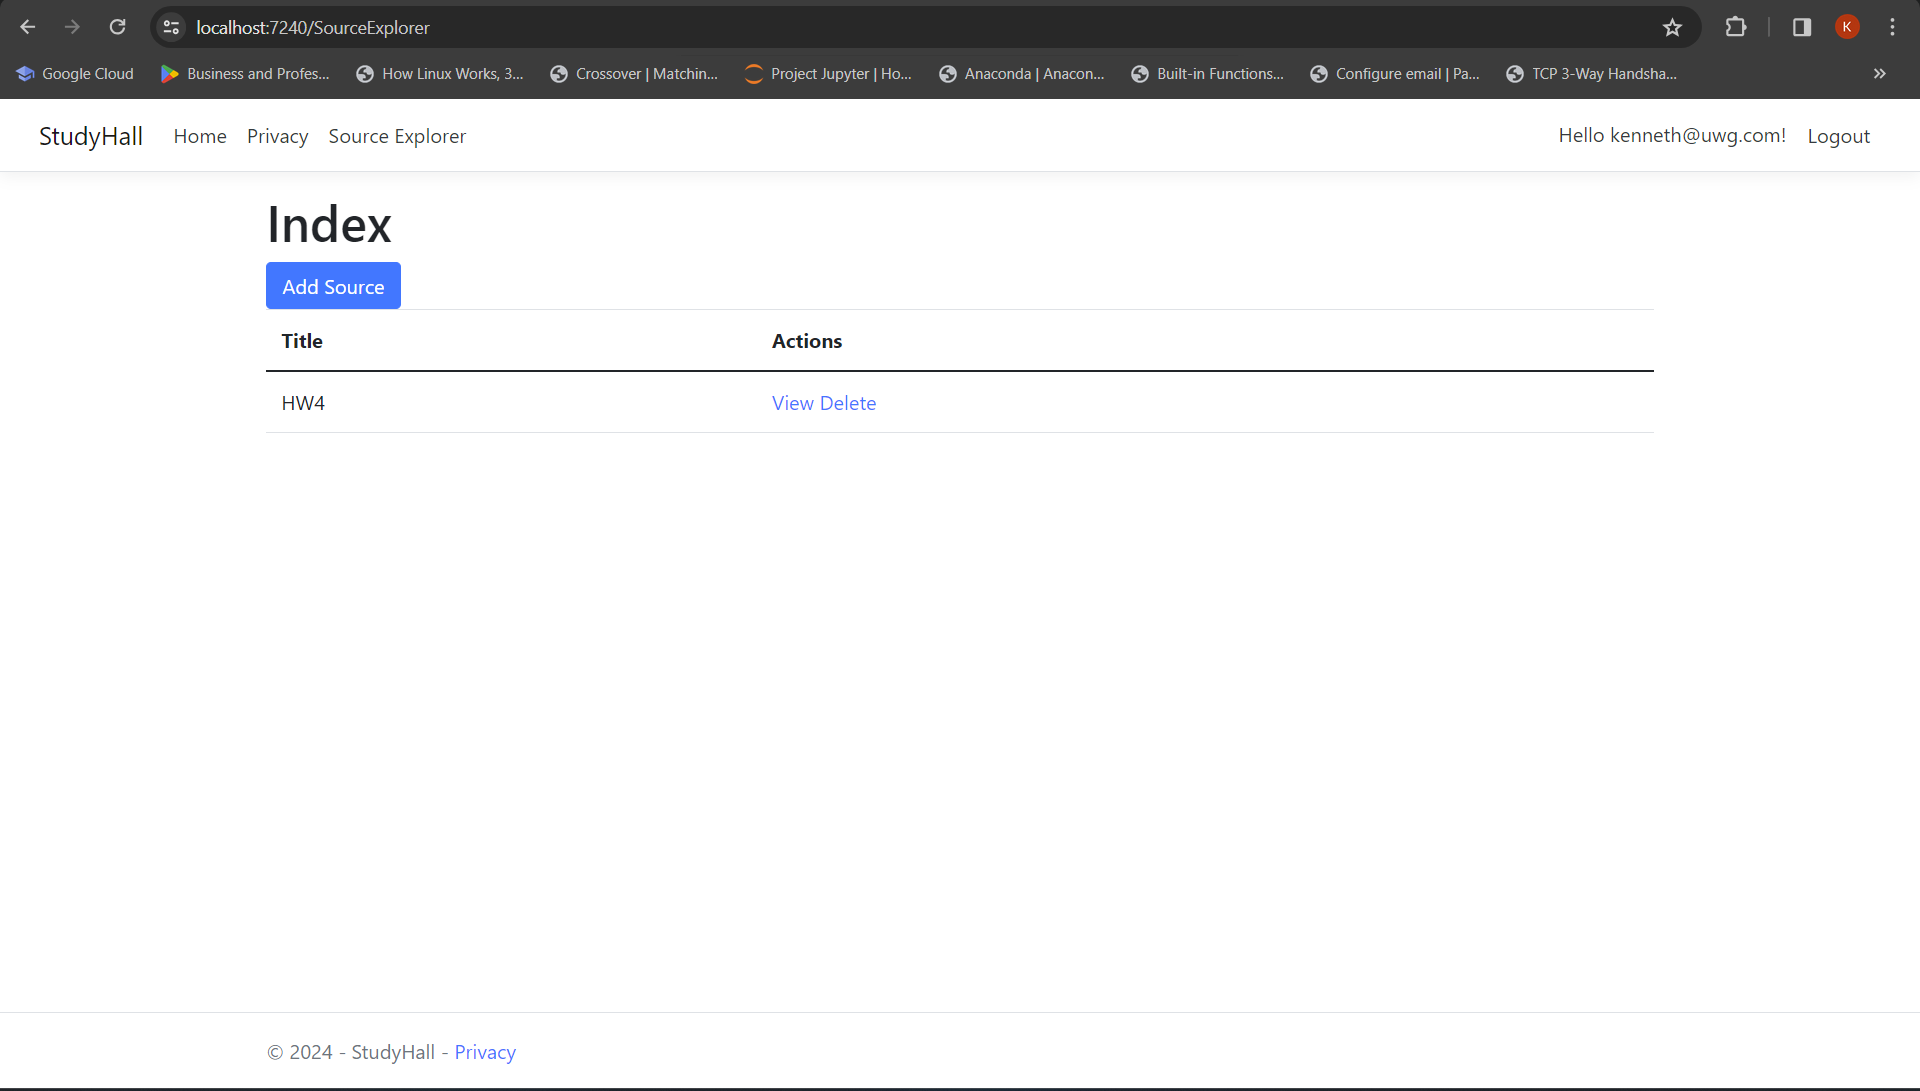 localhost:7240/SourceExplorer
Google Cloud Business and Profes... How Linux Works, 3... Crossover | Matchin... Project Jupyter | Ho... Anaconda | Anacon... Built-in Functions... Configure email | Pa... TCP 3-Way Handsha...
StudyHall Home Privacy Source Explorer Hello kenneth@uwg.com! Logout
Index
Add Source
Title Actions
HW4 View Delete
© 2024 - StudyHall - Privacy
K